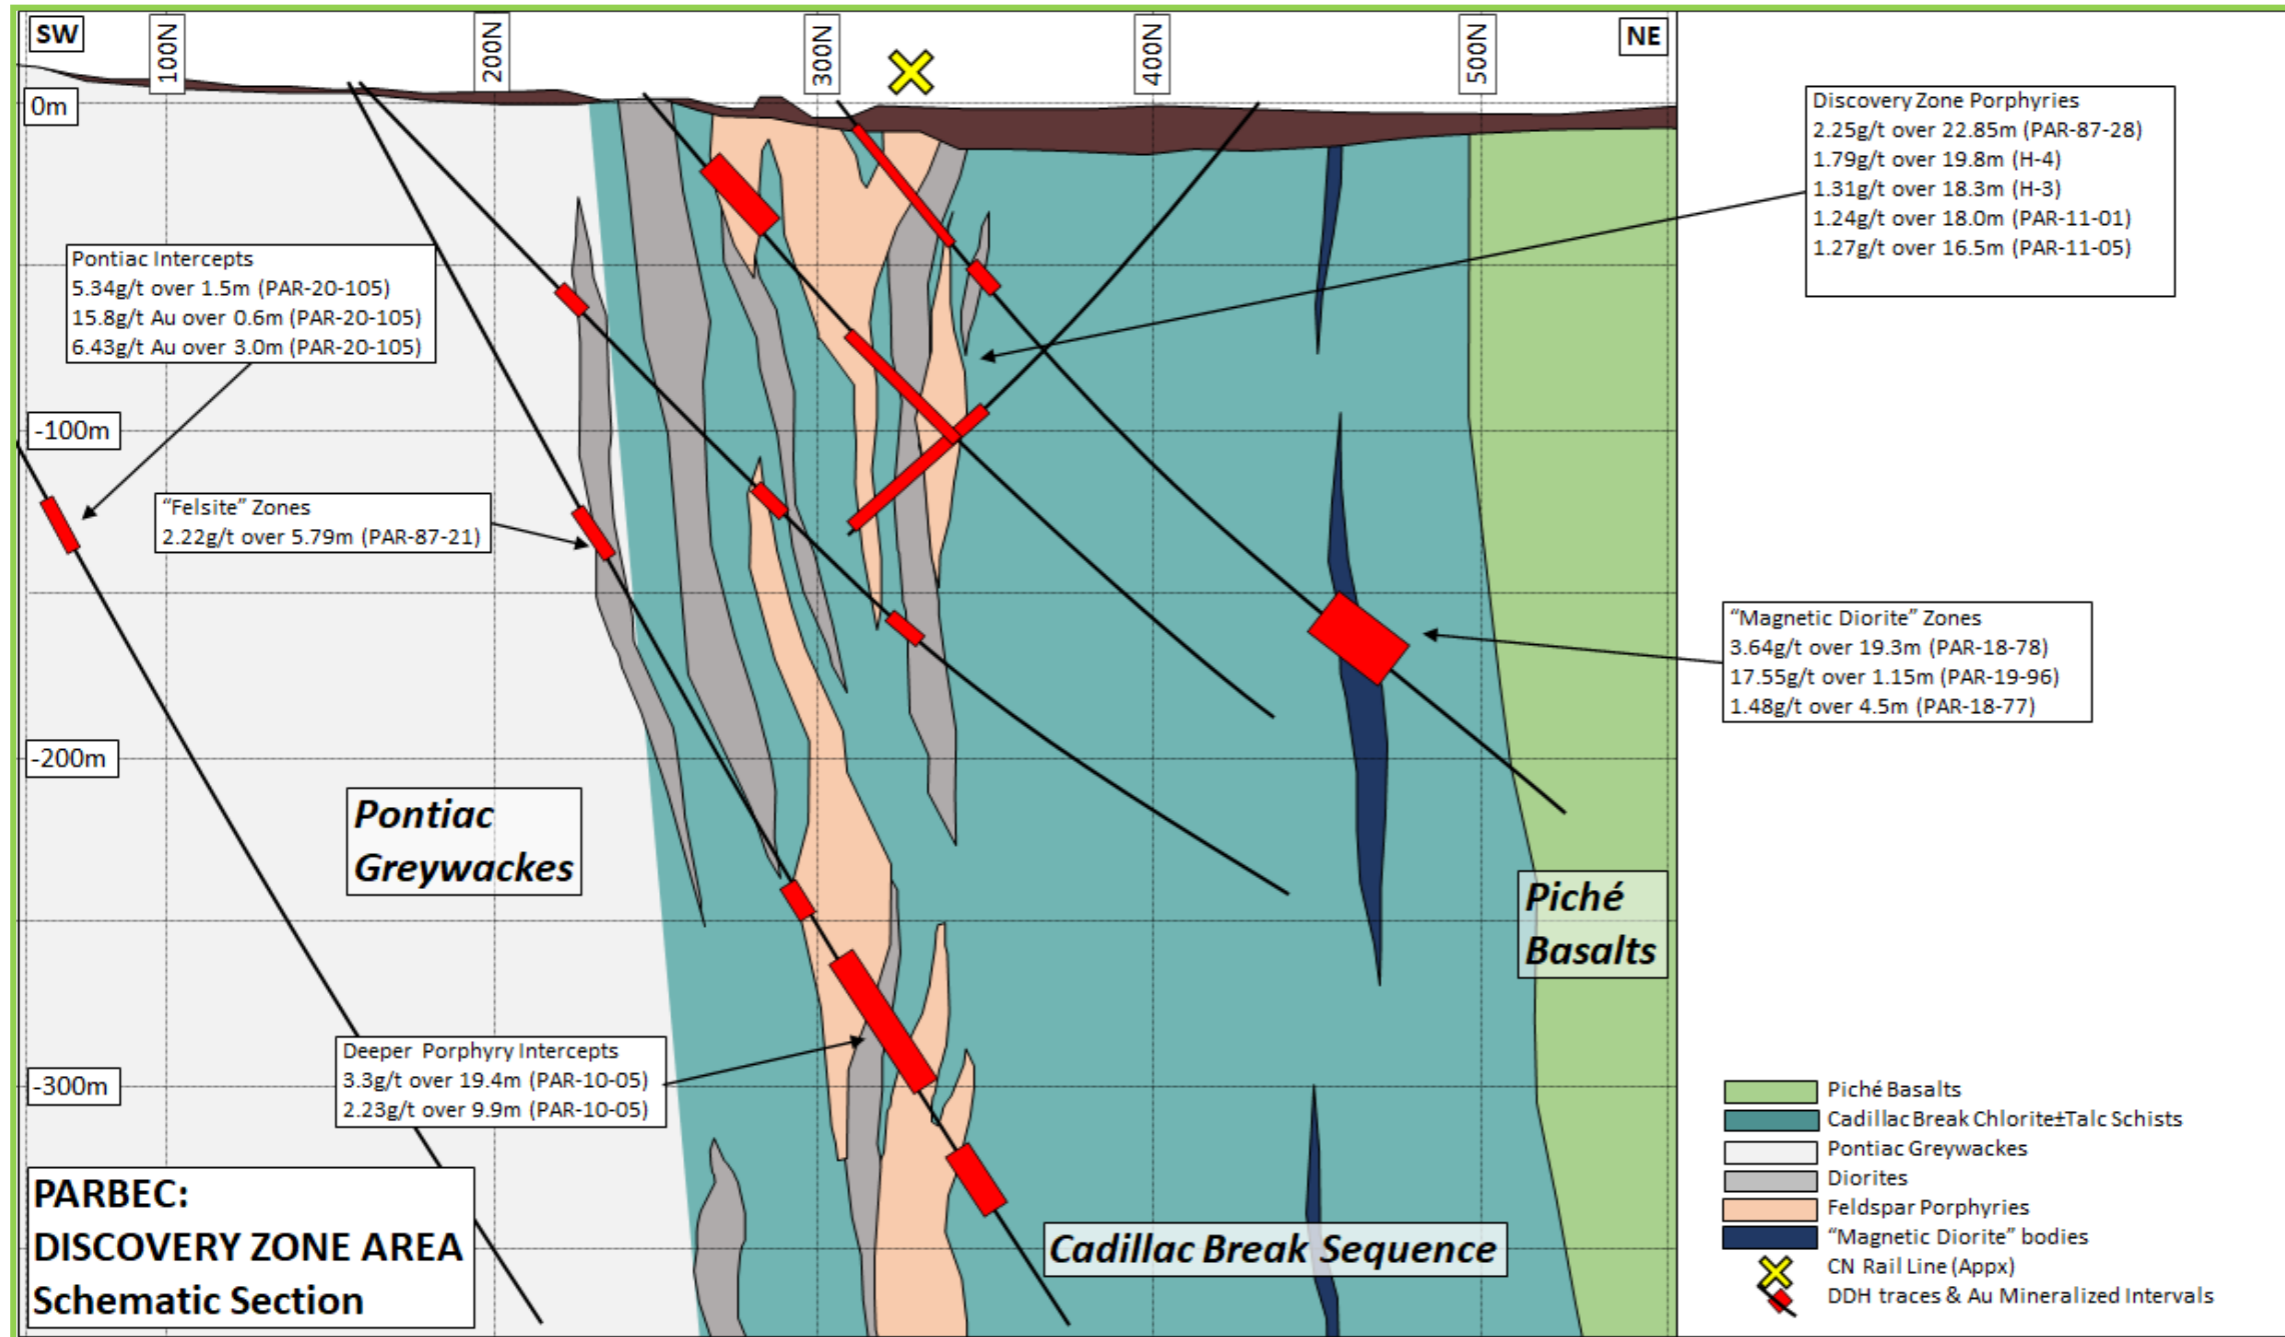 SW
100N
200N
300N
400N
500N
NE
0m
-100m
-200m
-300m
Discovery Zone Porphyries
2.25g/t over 22.85m (PAR-87-28)
1.79g/t over 19.8m (H-4)
1.31g/t over 18.3m (H-3)
1.24g/t over 18.0m (PAR-11-01)
1.27g/t over 16.5m (PAR-11-05)
Pontiac Intercepts
5.34g/t over 1.5m (PAR-20-105)
15.8g/t Au over 0.6m (PAR-20-105)
6.43g/t Au over 3.0m (PAR-20-105)
“Felsite” Zones
2.22g/t over 5.79m (PAR-87-21)
“Magnetic Diorite” Zones
3.64g/t over 19.3m (PAR-18-78)
17.55g/t over 1.15m (PAR-19-96)
1.48g/t over 4.5m (PAR-18-77)
Pontiac
Greywackes
Piché
Basalts
Deeper Porphyry Intercepts
3.3g/t over 19.4m (PAR-10-05)
2.23g/t over 9.9m (PAR-10-05)
Cadillac Break Sequence
PARBEC:
DISCOVERY ZONE AREA
Schematic Section
Piché Basalts
Cadillac Break Chlorite±Talc Schists
Pontiac Greywackes
Diorites
Feldspar Porphyries
“Magnetic Diorite” bodies
CN Rail Line (Appx)
DDH traces & Au Mineralized Intervals